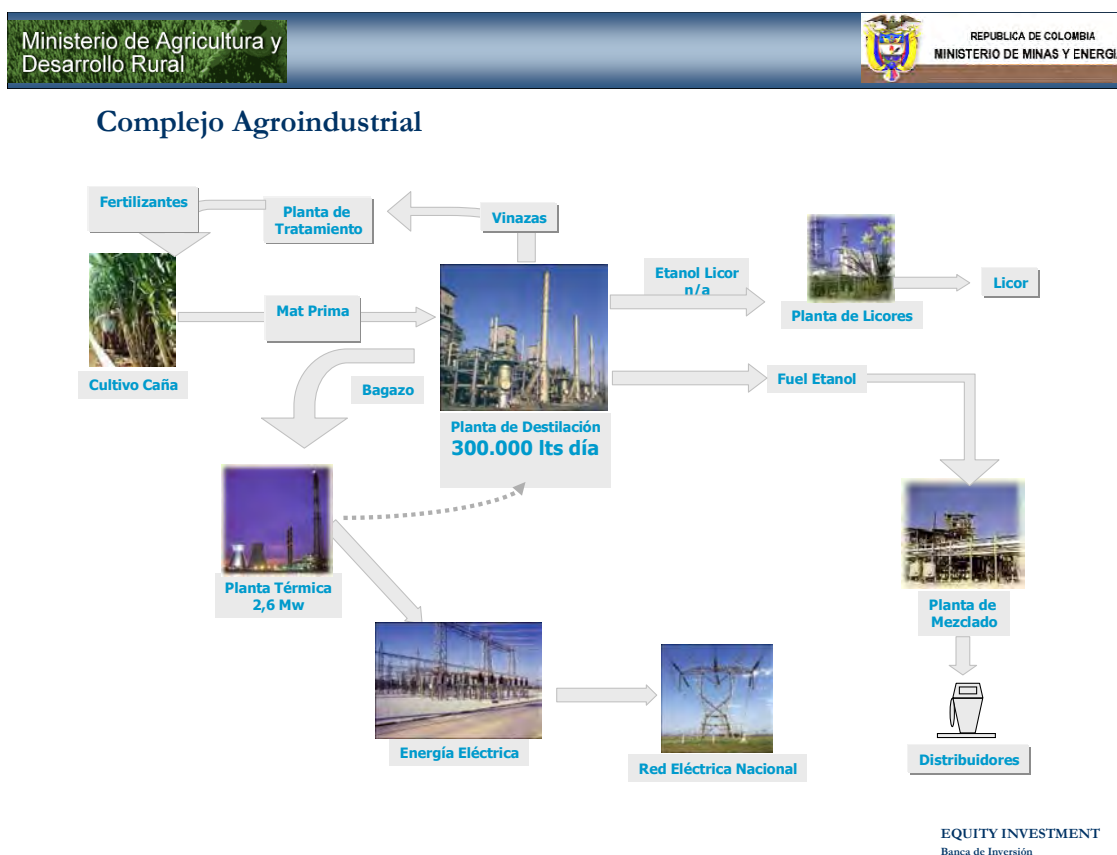 Ministerio de Agricultura y
Desarrollo Rural
REPUBLICA DE COLOMBIA
MINISTERIO DE MINAS Y ENERGI
Complejo Agroindustrial
Fertilizantes
Planta de
Tratamiento
Vinazas
Etanol Licor
n/a
Planta de Licores
Licor
Mat Prima
Cultivo Caña
Bagazo
Fuel Etanol
Planta de Destilación
300.000 lts día
Planta Térmica
2,6 Mw
Planta de
Mezclado
Energía Eléctrica
Red Eléctrica Nacional
Distribuidores
EQUITY INVESTMENT
Banca de Inversión